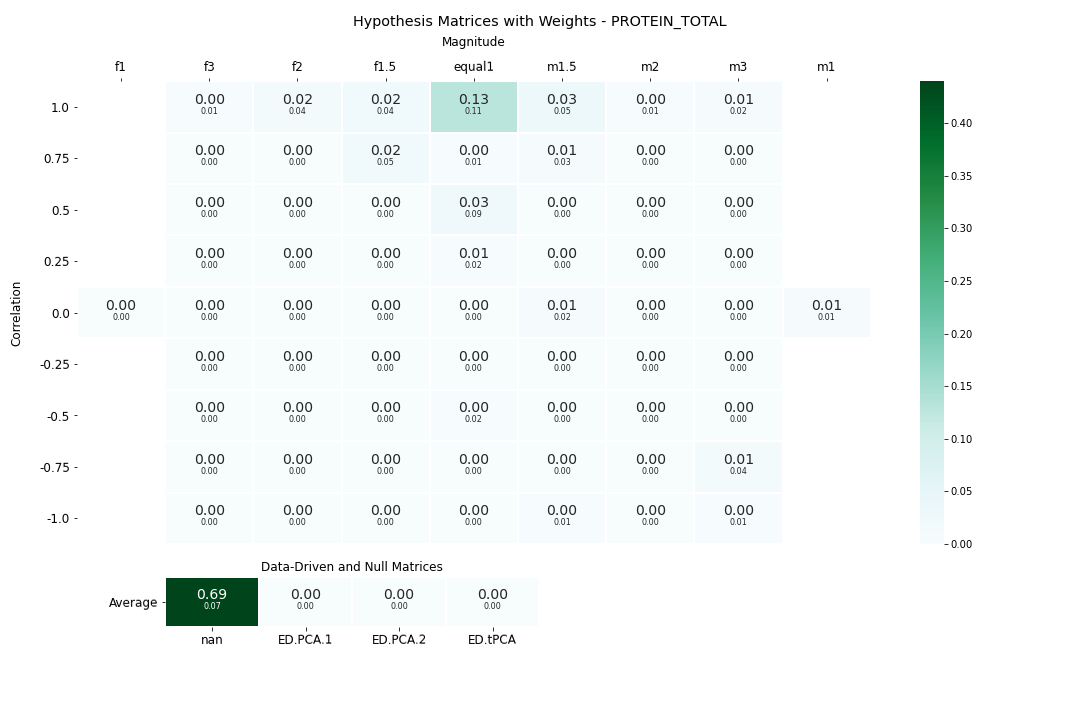 Hypothesis Matrices with Weights - PROTEIN_TOTAL
Magnitude
f1 f3 f2 f1.5 equal1 m1.5 m2 m3 m1
1.0 0.00 0.02 0.02 0.13 0.03 0.00 0.01
0.01 0.04 0.04 0.11 0.05 0.01 0.02
0.75 0.00 0.00 0.02 0.00 0.01 0.00 0.00
0.00 0.00 0.05 0.01 0.03 0.00 0.00
0.5 0.00 0.00 0.00 0.03 0.00 0.00 0.00
0.00 0.00 0.00 0.09 0.00 0.00 0.00
0.25 0.00 0.00 0.00 0.01 0.00 0.00 0.00
0.00 0.00 0.00 0.02 0.00 0.00 0.00
0.0 0.00 0.00 0.00 0.00 0.00 0.01 0.00 0.00 0.01
0.00 0.00 0.00 0.00 0.00 0.02 0.00 0.00 0.01
-0.25 0.00 0.00 0.00 0.00 0.00 0.00 0.00
0.00 0.00 0.00 0.00 0.00 0.00 0.00
-0.5 0.00 0.00 0.00 0.00 0.00 0.00 0.00
0.00 0.00 0.00 0.02 0.00 0.00 0.00
-0.75 0.00 0.00 0.00 0.00 0.00 0.00 0.01
0.00 0.00 0.00 0.00 0.00 0.00 0.04
-1.0 0.00 0.00 0.00 0.00 0.00 0.00 0.00
0.00 0.00 0.00 0.00 0.01 0.00 0.01
Correlation
0.40
0.35
0.30
0.25
0.20
0.15
0.10
0.05
0.00
Data-Driven and Null Matrices
Average 0.69 0.00 0.00 0.00
0.07 0.00 0.00 0.00
nan ED.PCA.1 ED.PCA.2 ED.tPCA